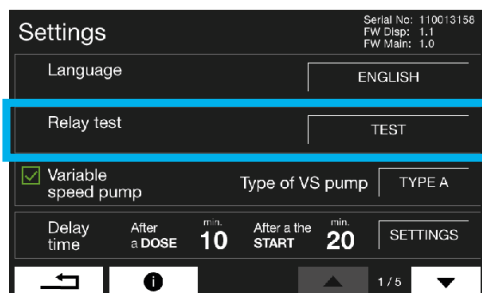 Settings
Serial No: 110013158
FW Disp: 1.1
FW Main: 1.0
Language ENGLISH
Relay test TEST
Variable speed pump Type of VS pump TYPE A
Delay time After a DOSE min. 10 After a the START min. 20 SETTINGS
1/5